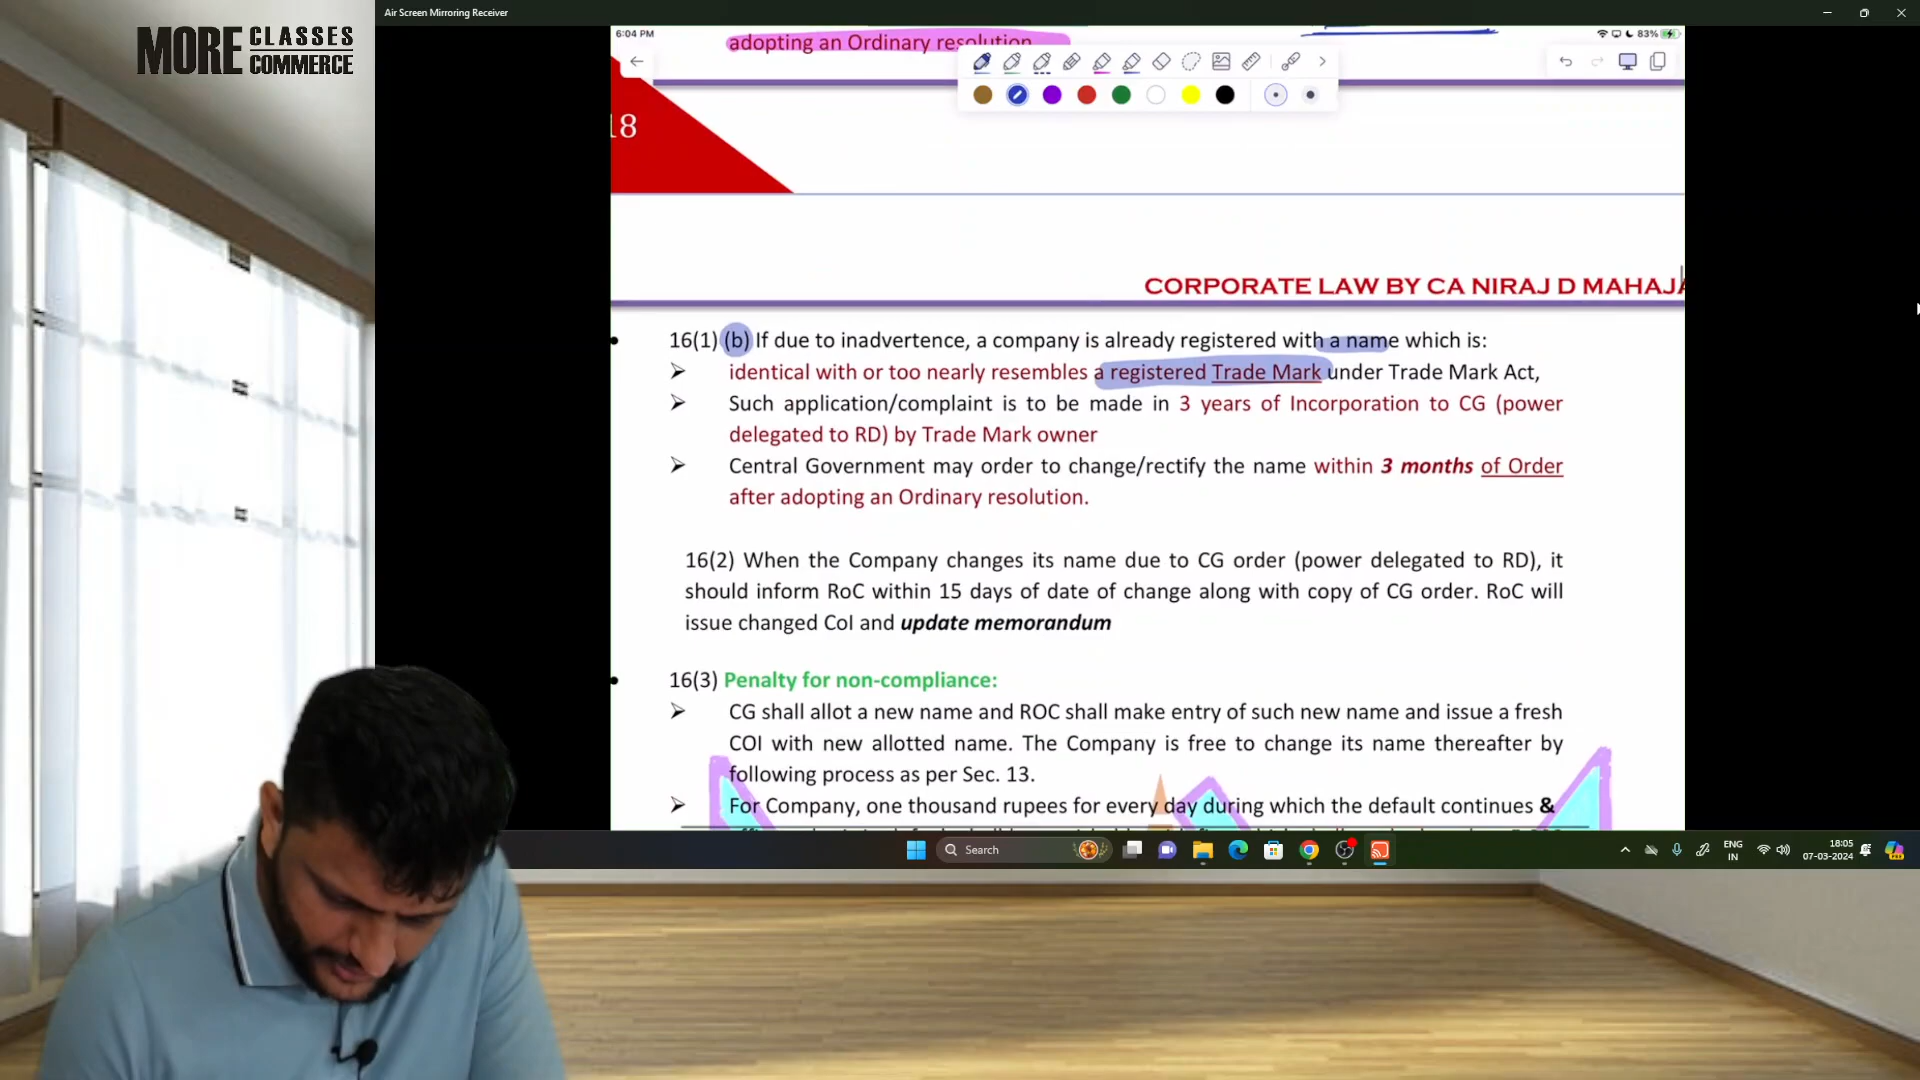 MORE CLASSES COMMERCE
Air Screen Mirroring Receiver
6:04 PM
83%
adopting an Ordinary resolution
18
CORPORATE LAW BY CA NIRAJ D MAHAJA
16(1) (b) If due to inadvertence, a company is already registered with a name which is:
identical with or too nearly resembles a registered Trade Mark under Trade Mark Act,
Such application/complaint is to be made in 3 years of Incorporation to CG (power
delegated to RD) by Trade Mark owner
Central Government may order to change/rectify the name within 3 months of Order
after adopting an Ordinary resolution.
16(2) When the Company changes its name due to CG order (power delegated to RD), it
should inform RoC within 15 days of date of change along with copy of CG order. RoC will
issue changed CoI and update memorandum
16(3) Penalty for non-compliance:
CG shall allot a new name and ROC shall make entry of such new name and issue a fresh
COI with new allotted name. The Company is free to change its name thereafter by
following process as per Sec. 13.
For Company, one thousand rupees for every day during which the default continues &
Search
ENG
IN
18:05
07-03-2024